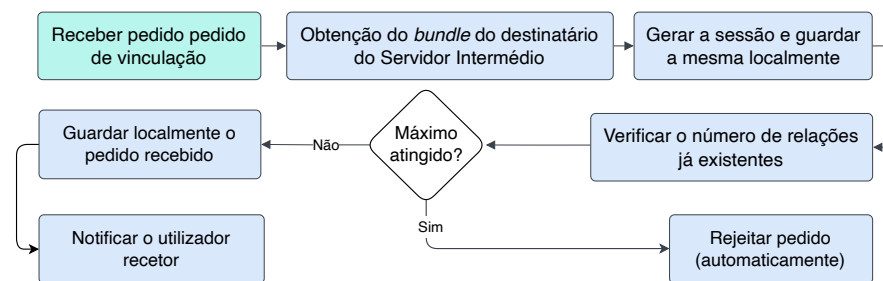 Receber pedido pedido
de vinculação
Obtenção do bundle do destinatário
do Servidor Intermédio
Gerar a sessão e guardar
a mesma localmente
Verificar o número de relações
já existentes
Máximo
atingido?
Não
Guardar localmente o
pedido recebido
Notificar o utilizador
recetor
Sim
Rejeitar pedido
(automaticamente)